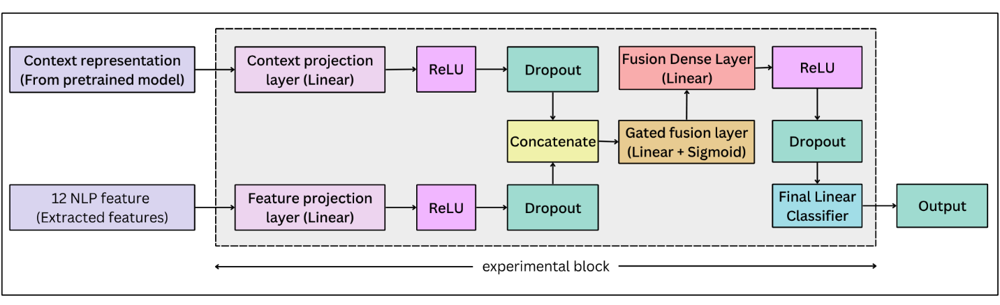 Context representation
(From pretrained model)
Context projection
layer (Linear)
ReLU
Dropout
Fusion Dense Layer
(Linear)
ReLU
Concatenate
Gated fusion layer
(Linear + Sigmoid)
Dropout
12 NLP feature
(Extracted features)
Feature projection
layer (Linear)
ReLU
Dropout
Final Linear
Classifier
Output
experimental block